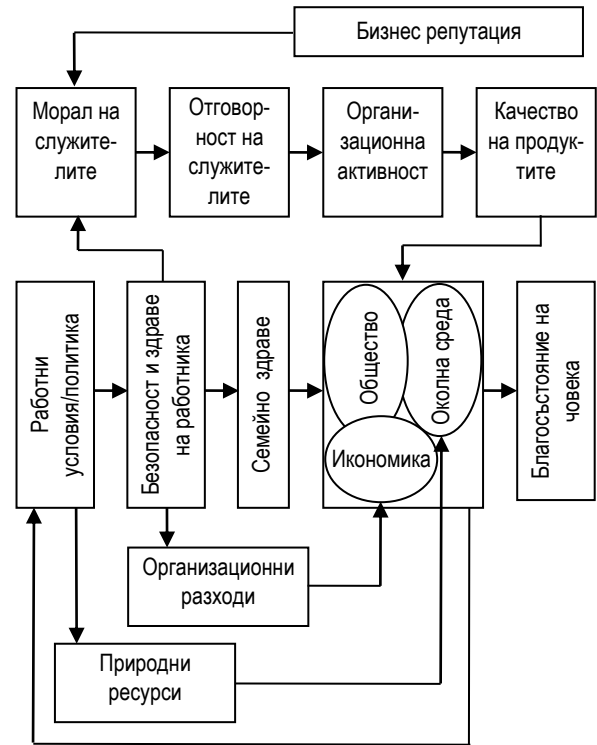 Бизнес репутация
Морал на
служите-
лите
Отговор-
ност на
служите-
лите
Органи-
зационна
активност
Качество
на продук-
тите
Работни
условия/политика
Безопасност и здраве
на работника
Семейно здраве
Общество
Околна среда
Икономика
Благосъстояние на
човека
Организационни
разходи
Природни
ресурси